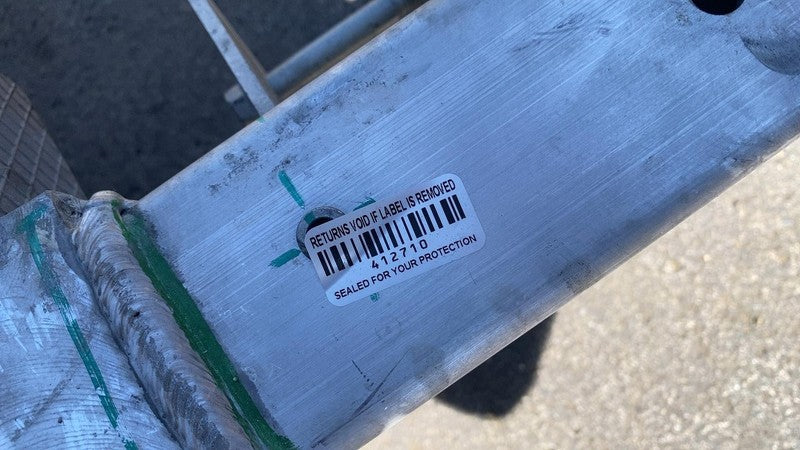 RETURNS VOID IF LABEL IS REMOVED
412710
SEALED FOR YOUR PROTECTION